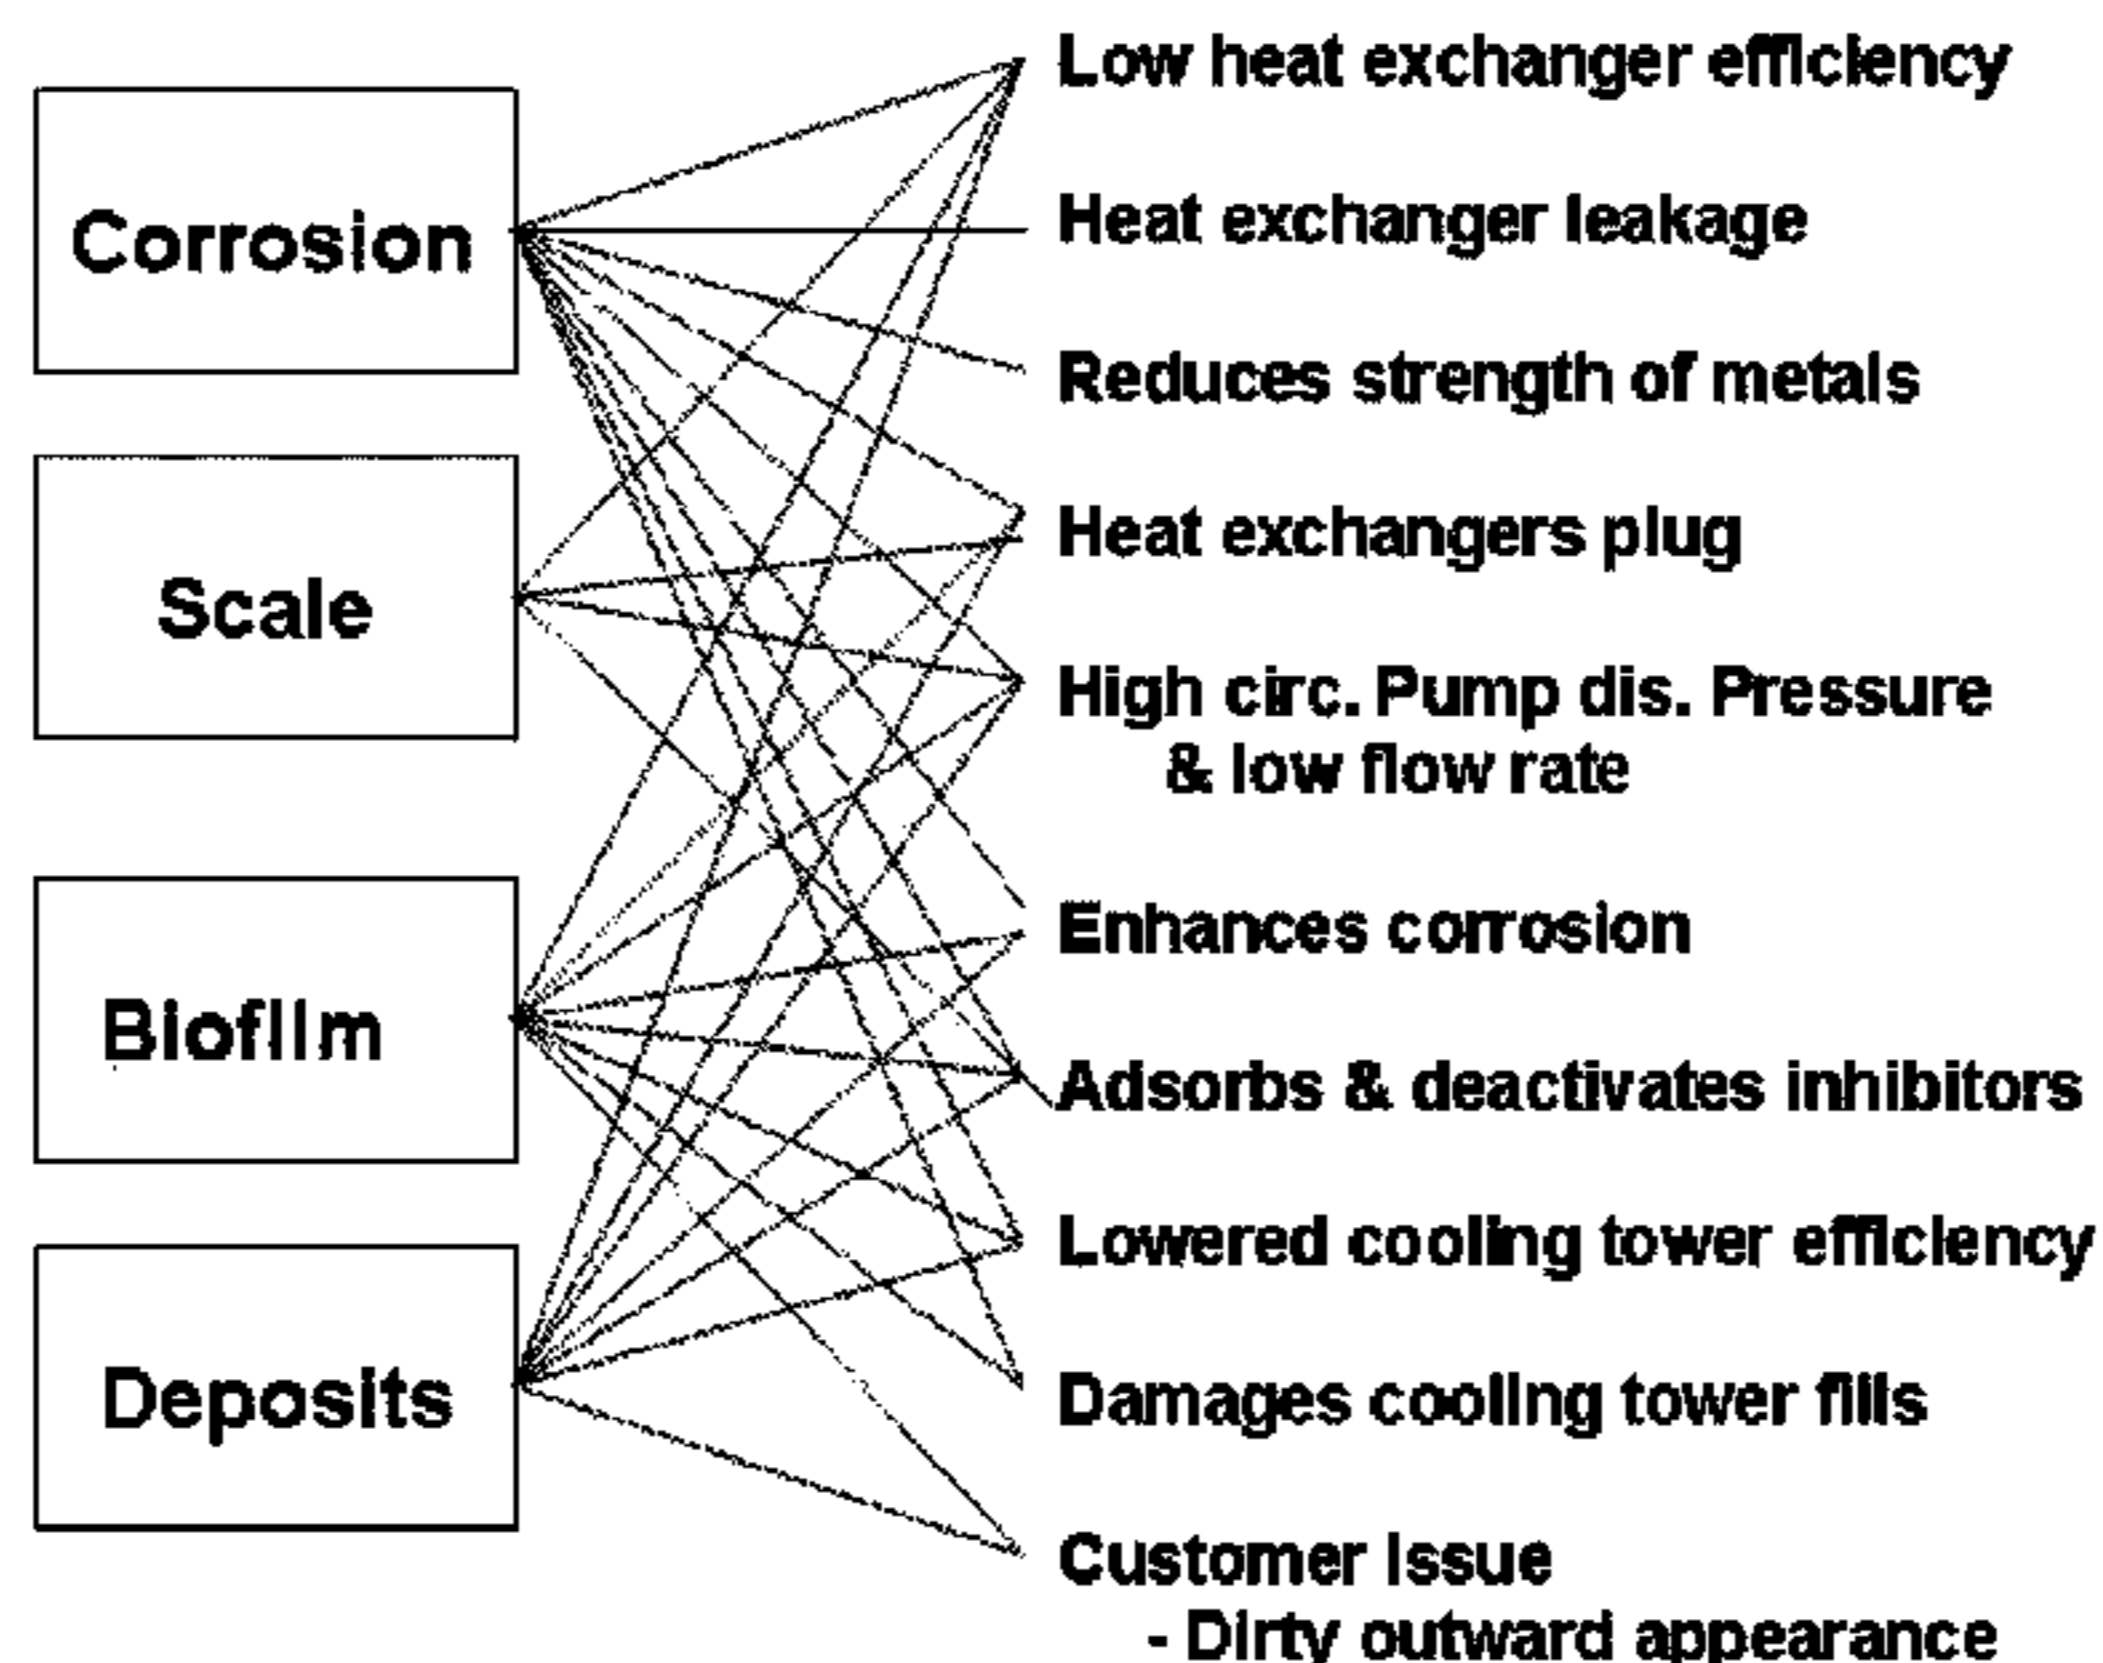 Corrosion
Scale
Biofilm
Deposits
Low heat exchanger efficiency
Heat exchanger leakage
Reduces strength of metals
Heat exchangers plug
High circ. Pump dis. Pressure
& low flow rate
Enhances corrosion
Adsorbs & deactivates inhibitors
Lowered cooling tower efficiency
Damages cooling tower fills
Customer Issue
- Dirty outward appearance